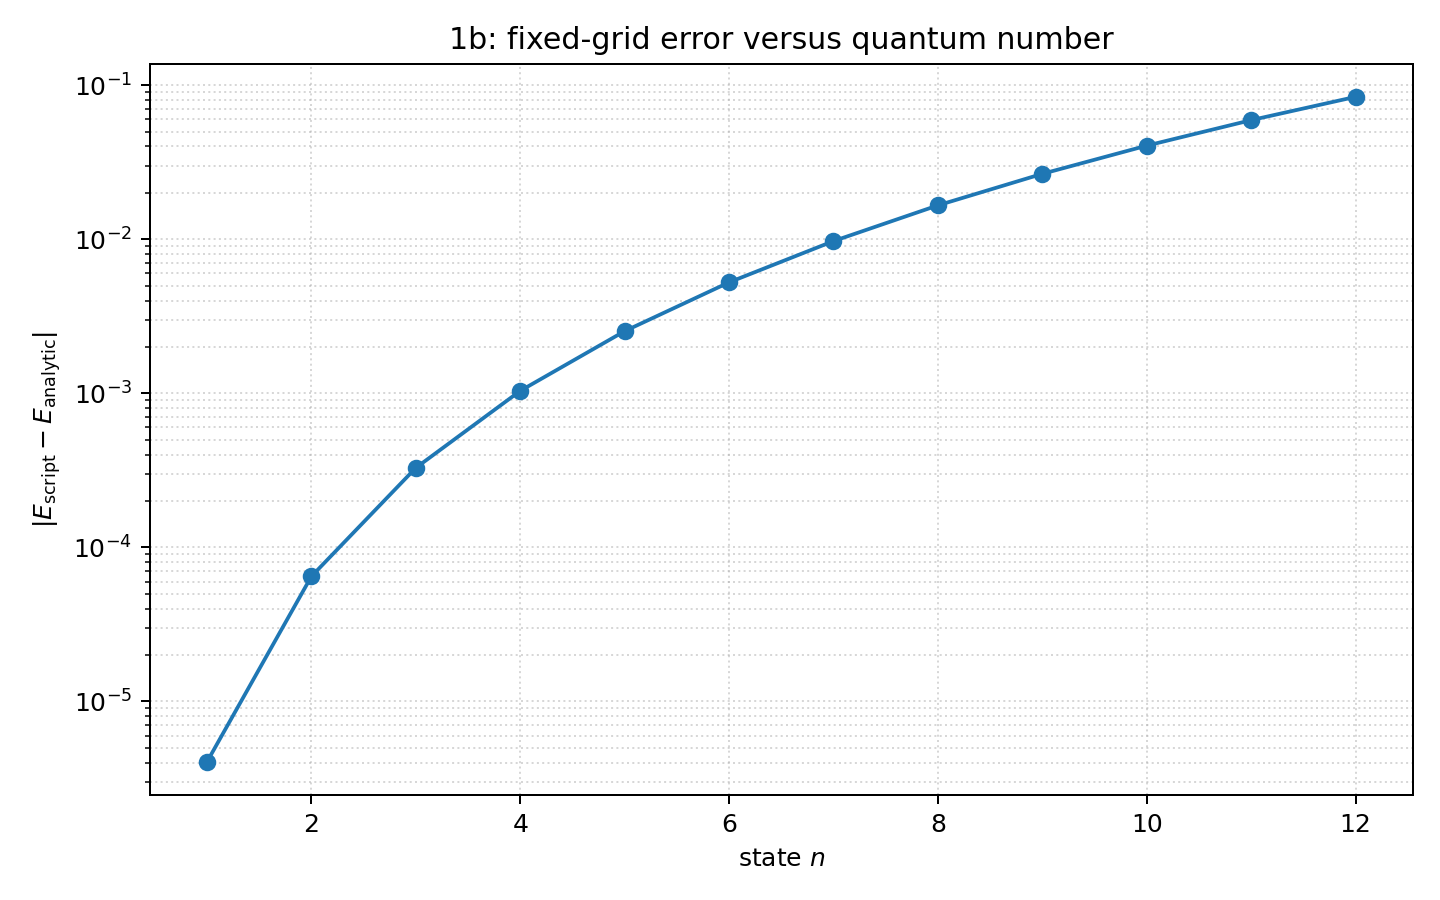 1b: fixed-grid error versus quantum number
10⁻¹
10⁻²
10⁻³
10⁻⁴
10⁻⁵
|E_script − E_analytic|
2 4 6 8 10 12
state n